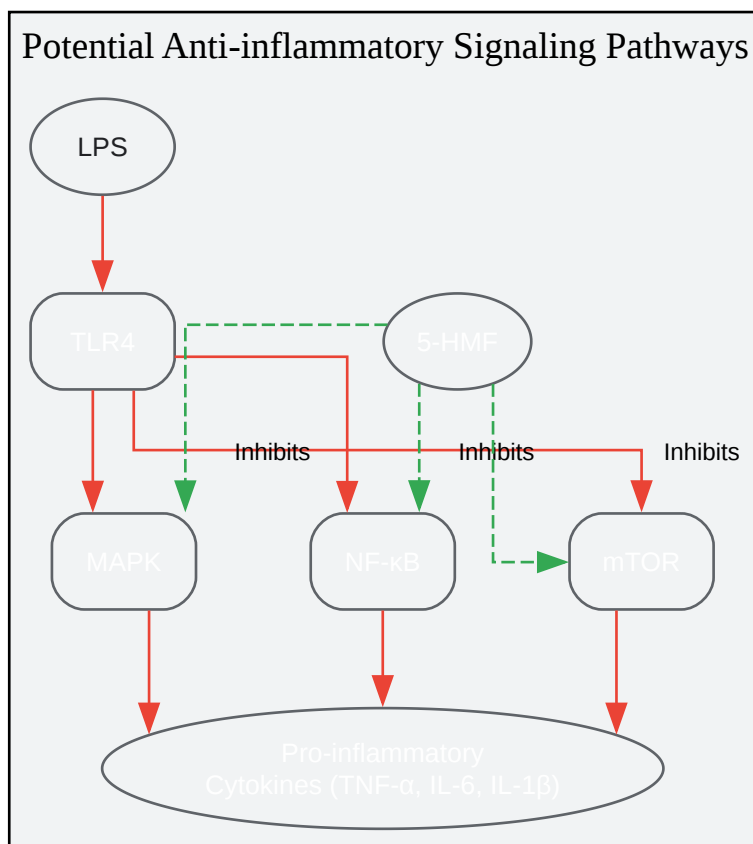 Potential Anti-inflammatory Signaling Pathways
LPS
TLR4
5-HMF
Inhibits
Inhibits
Inhibits
MAPK
NF-κB
mTOR
Pro-inflammatory
Cytokines (TNF-α, IL-6, IL-1β)